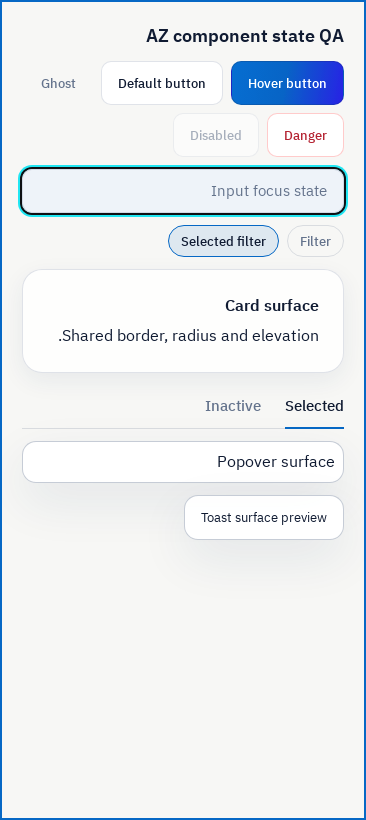 AZ component state QA
Hover button Default button Ghost
Danger Disabled
Input focus state
Filter Selected filter
Card surface
.Shared border, radius and elevation
Selected Inactive
Popover surface
Toast surface preview